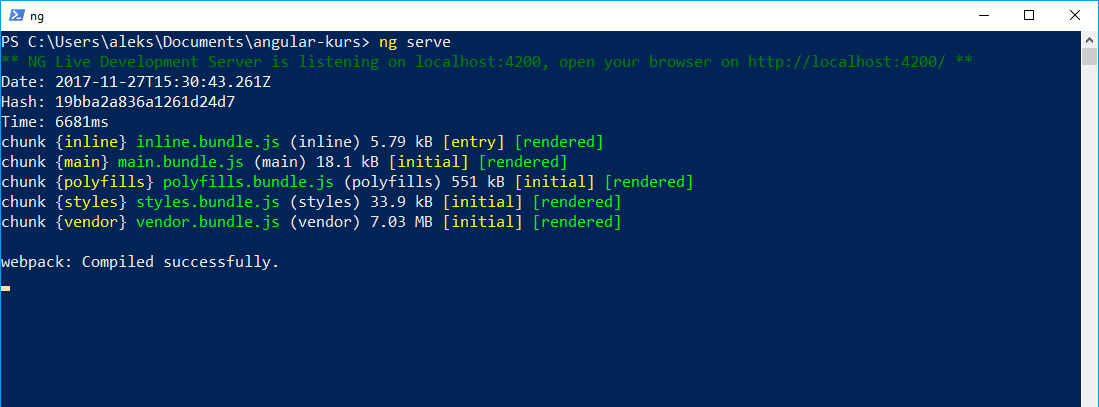 ng
PS C:\Users\aleks\Documents\angular-kurs> ng serve
** NG Live Development Server is listening on localhost:4200, open your browser on http://localhost:4200/ **
Date: 2017-11-27T15:30:43.261Z
Hash: 19bba2a836a1261d24d7
Time: 6681ms
chunk {inline} inline.bundle.js (inline) 5.79 kB [entry] [rendered]
chunk {main} main.bundle.js (main) 18.1 kB [initial] [rendered]
chunk {polyfills} polyfills.bundle.js (polyfills) 551 kB [initial] [rendered]
chunk {styles} styles.bundle.js (styles) 33.9 kB [initial] [rendered]
chunk {vendor} vendor.bundle.js (vendor) 7.03 MB [initial] [rendered]
webpack: Compiled successfully.